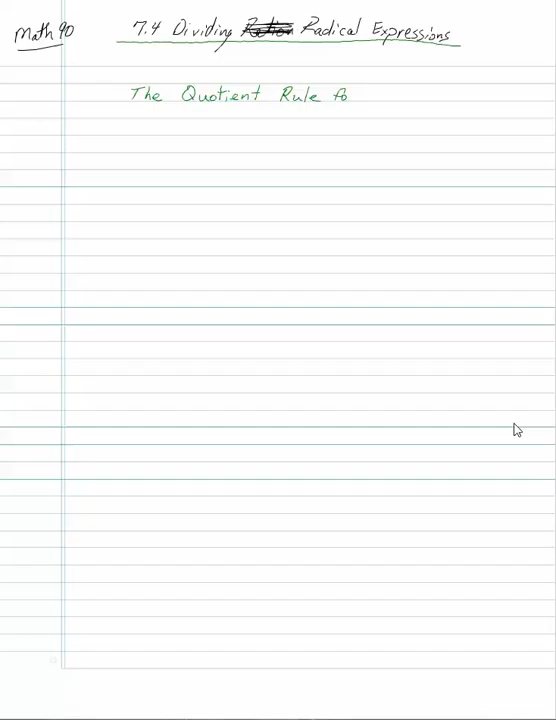 Math 90
7.4 Dividing Radical Expressions
The Quotient Rule fo